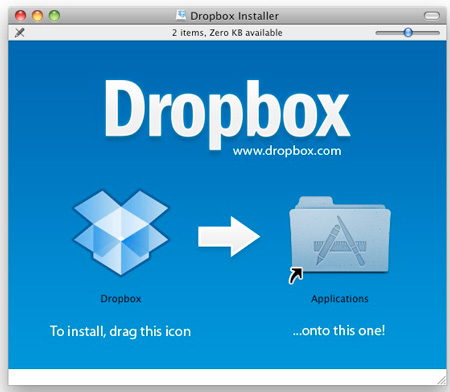 Dropbox Installer
2 items, Zero KB available
Dropbox
www.dropbox.com
Dropbox
Applications
To install, drag this icon
...onto this one!